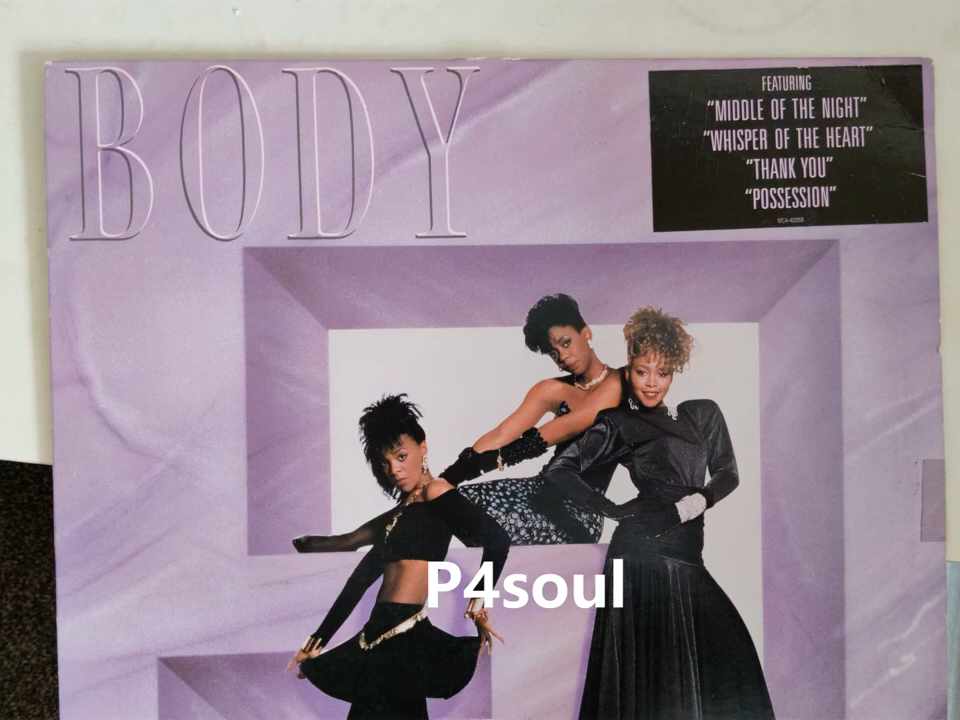 BODY
FEATURING
"MIDDLE OF THE NIGHT"
"WHISPER OF THE HEART"
"THANK YOU"
"POSSESSION"
P4soul